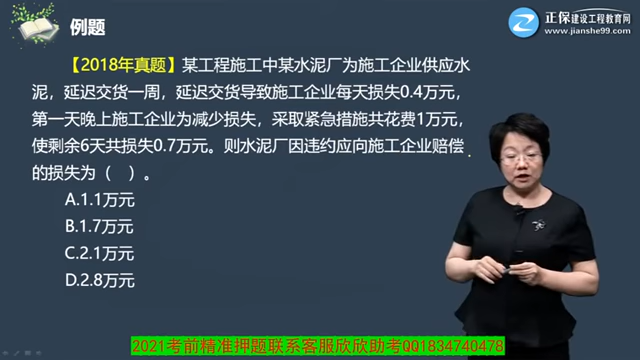 例题
正保建设工程教育网
www.jianshe99.com
【2018年真题】某工程施工中某水泥厂为施工企业供应水
泥，延迟交货一周，延迟交货导致施工企业每天损失0.4万元，
第一天晚上施工企业为减少损失，采取紧急措施共花费1万元，
使剩余6天共损失0.7万元。则水泥厂因违约应向施工企业赔偿
的损失为（ ）。
A.1.1万元
B.1.7万元
C.2.1万元
D.2.8万元
2021考前精准押题联系客服欣欣助考QQ1834740478